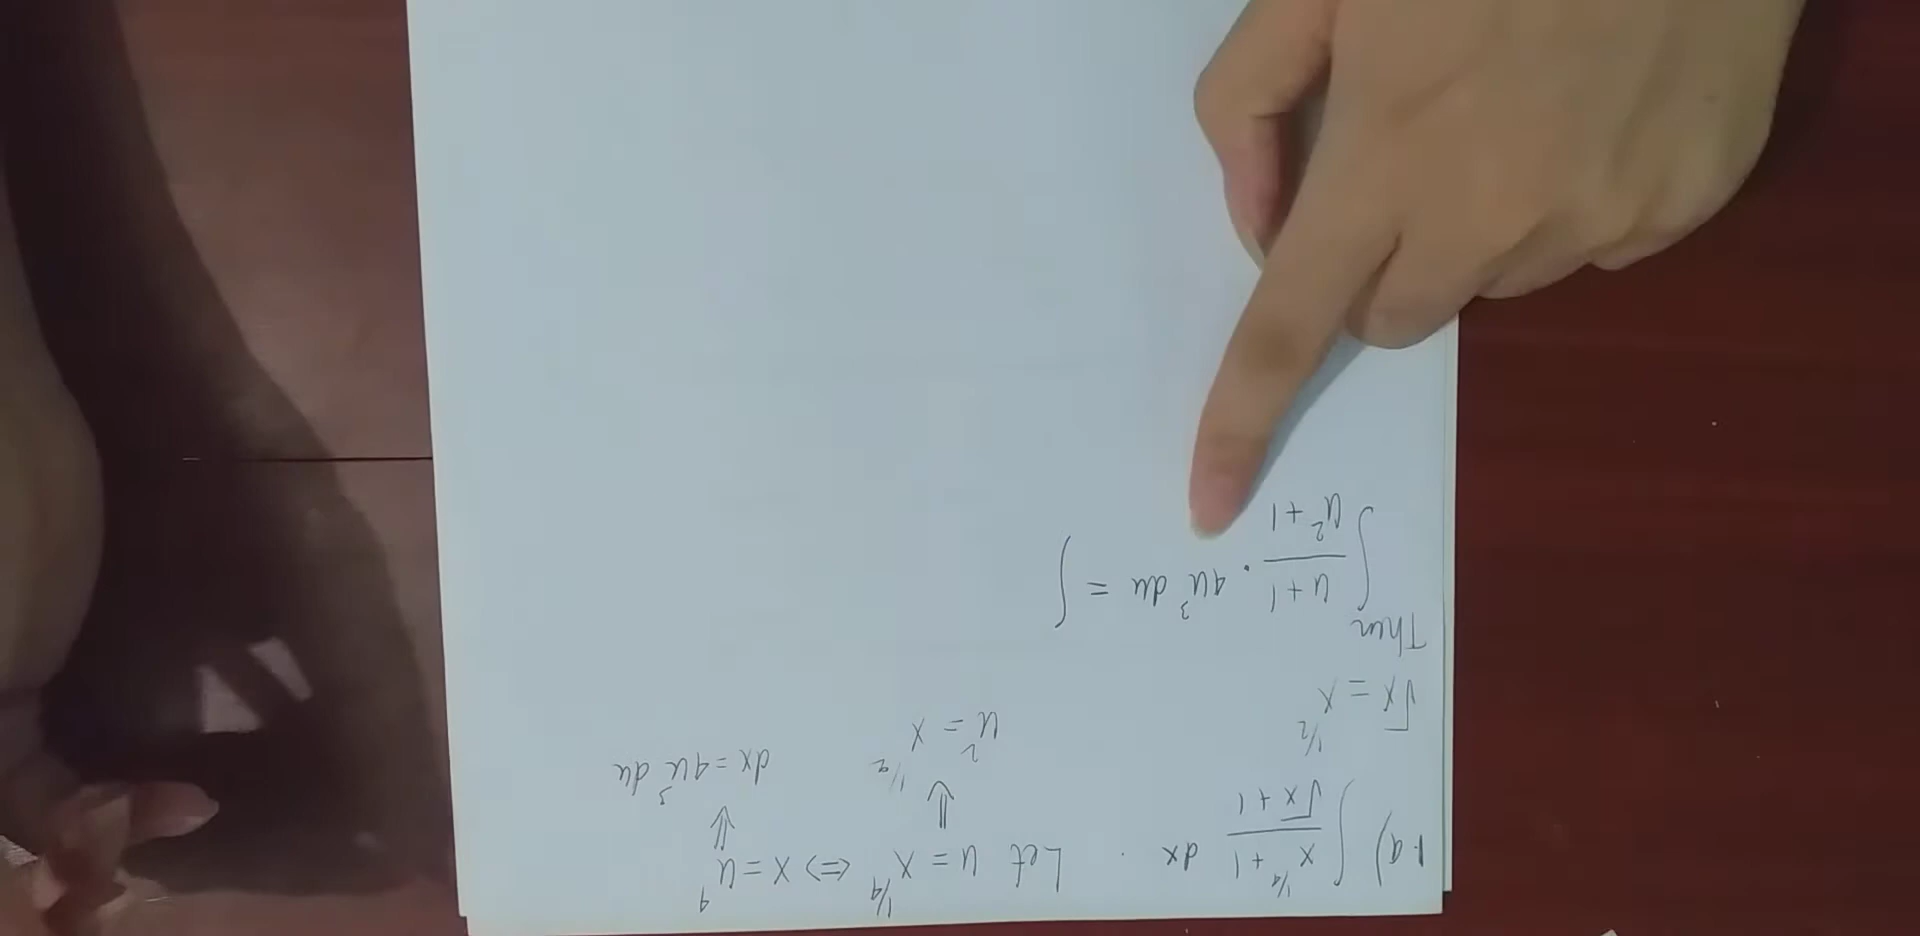 1.a) ∫ (x^{1/4} + 1)/(√x + 1) dx . Let u = x^{1/4} ⇔ x = u^4
⇓ ⇓
√x = x^{1/2} u^2 = x^{1/2} dx = 4u^3 du
Then
∫ (u + 1)/(u^2 + 1) · 4u^3 du = ∫